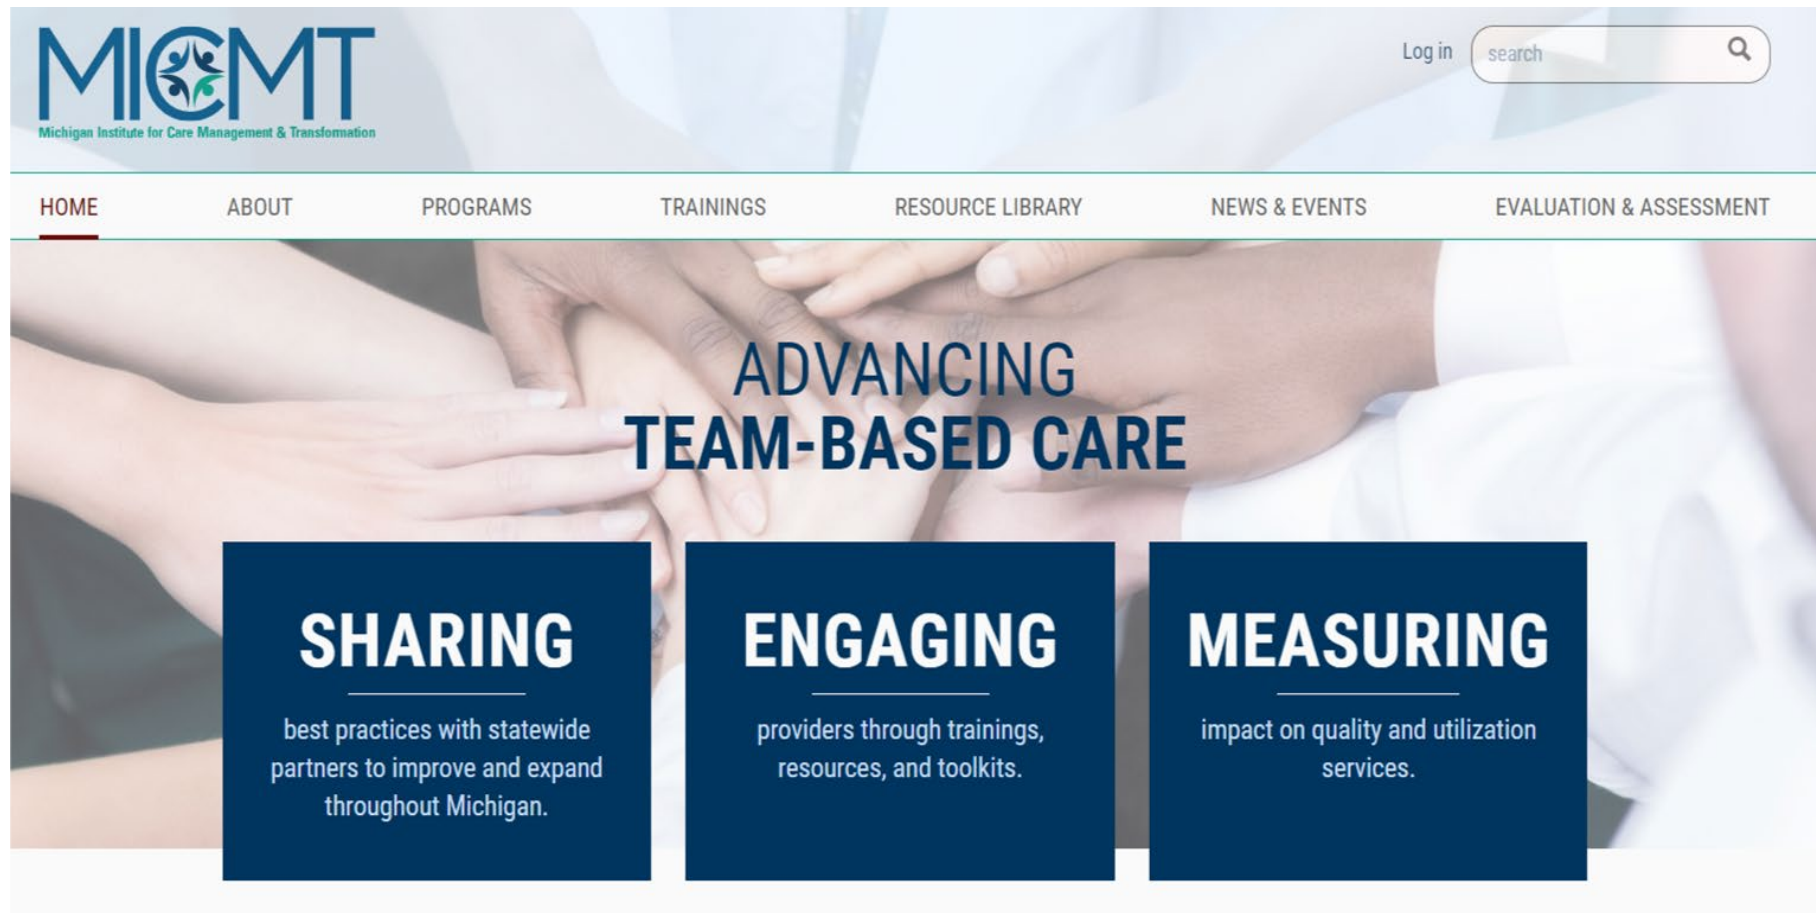 MICMT
Michigan Institute for Care Management & Transformation
Log in
search
HOME
ABOUT
PROGRAMS
TRAININGS
RESOURCE LIBRARY
NEWS & EVENTS
EVALUATION & ASSESSMENT
ADVANCING
TEAM-BASED CARE
SHARING
best practices with statewide
partners to improve and expand
throughout Michigan.
ENGAGING
providers through trainings,
resources, and toolkits.
MEASURING
impact on quality and utilization
services.